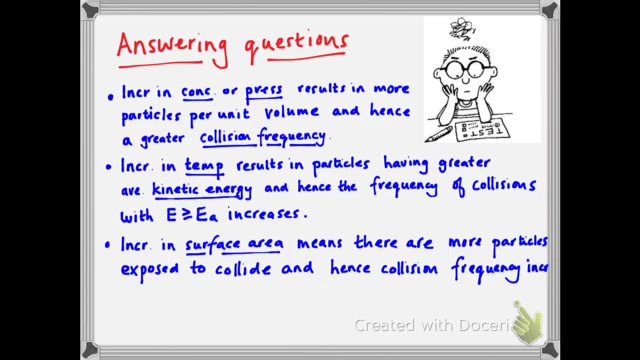 Answering questions
• Incr in conc. or press results in more
particles per unit volume and hence
a greater collision frequency.
• Incr. in temp results in particles having greater
ave. kinetic energy and hence the frequency of collisions
with E ≥ Ea increases.
• Incr. in surface area means there are more particles
exposed to collide and hence collision frequency incr
TEST
Created with Doceri